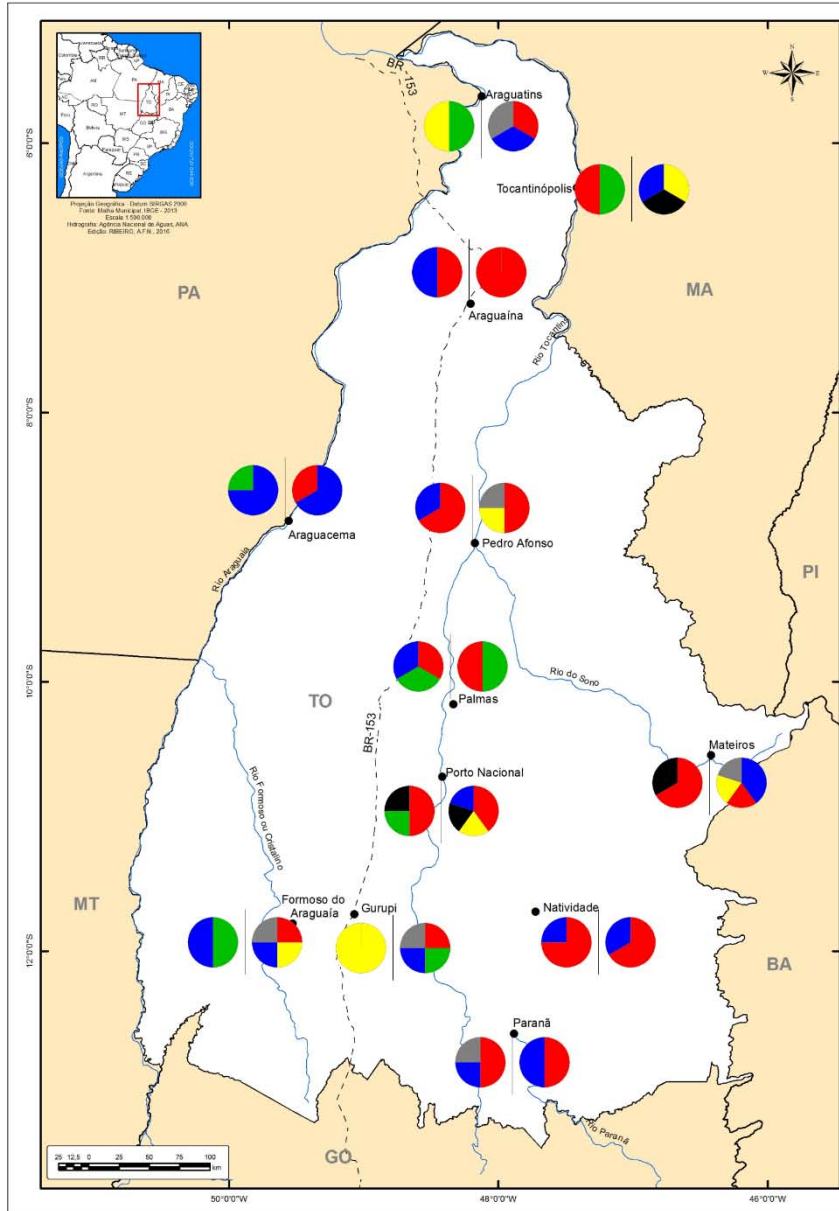 BR -153
Araguatins
N
W
E
S
6°0'0"S
Projeção Geográfica - Datum SIRGAS 2000
Fonte: Malha Municipal, IBGE - 2013
Escala 1:590.000
Hidrografia: Agência Nacional de Águas, ANA.
Edição: RIBEIRO, A.F.N., 2016
Tocantinópolis
PA
MA
Araguaína
Rio Tocantins
8°0'0"S
Araguacema
Rio Araguaia
Pedro Afonso
PI
10°0'0"S
Rio do Sono
TO
Palmas
BR-153
Mateiros
Porto Nacional
Rio Formoso ou Cristalino
MT
Formoso do
Araguaía
Gurupi
Natividade
12°0'0"S
BA
Paranã
Rio Paranã
GO
25 12,5 0 25 50 75 100
km
50°0'0"W
48°0'0"W
46°0'0"W